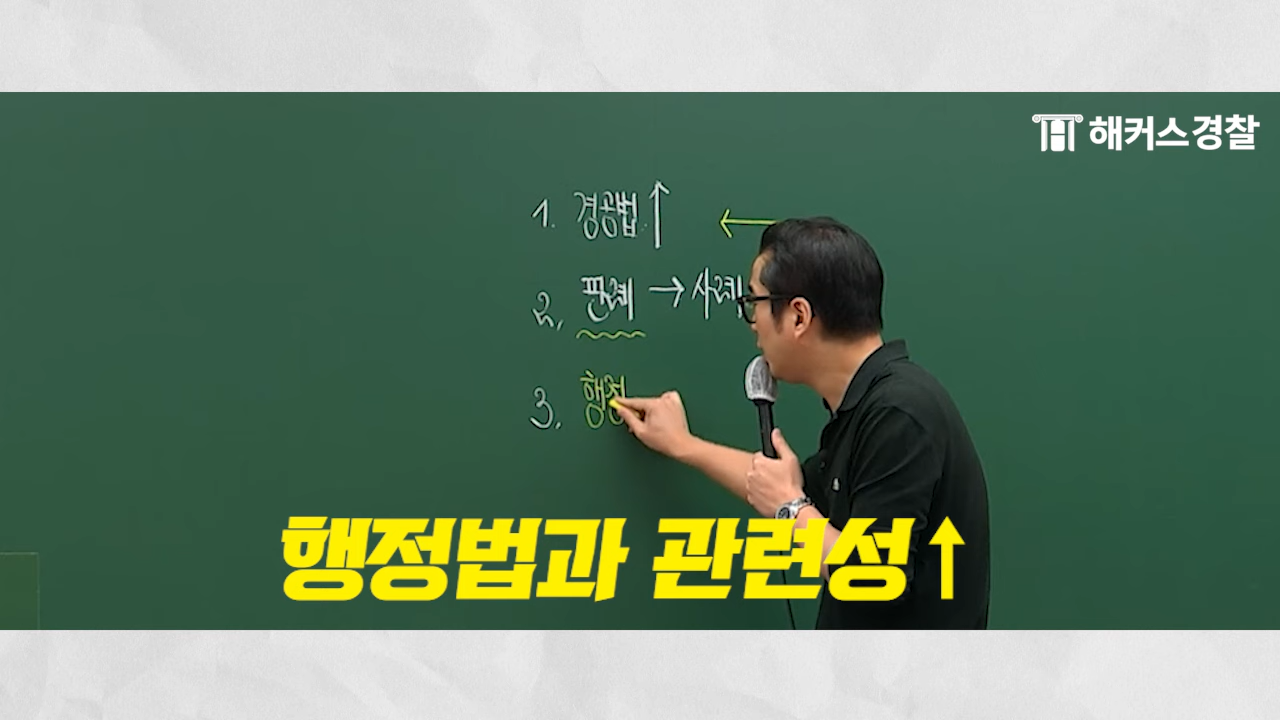 해커스경찰
1. 경공법↑ ←
2. 판례 → 사례
3. 행정
행정법과 관련성↑